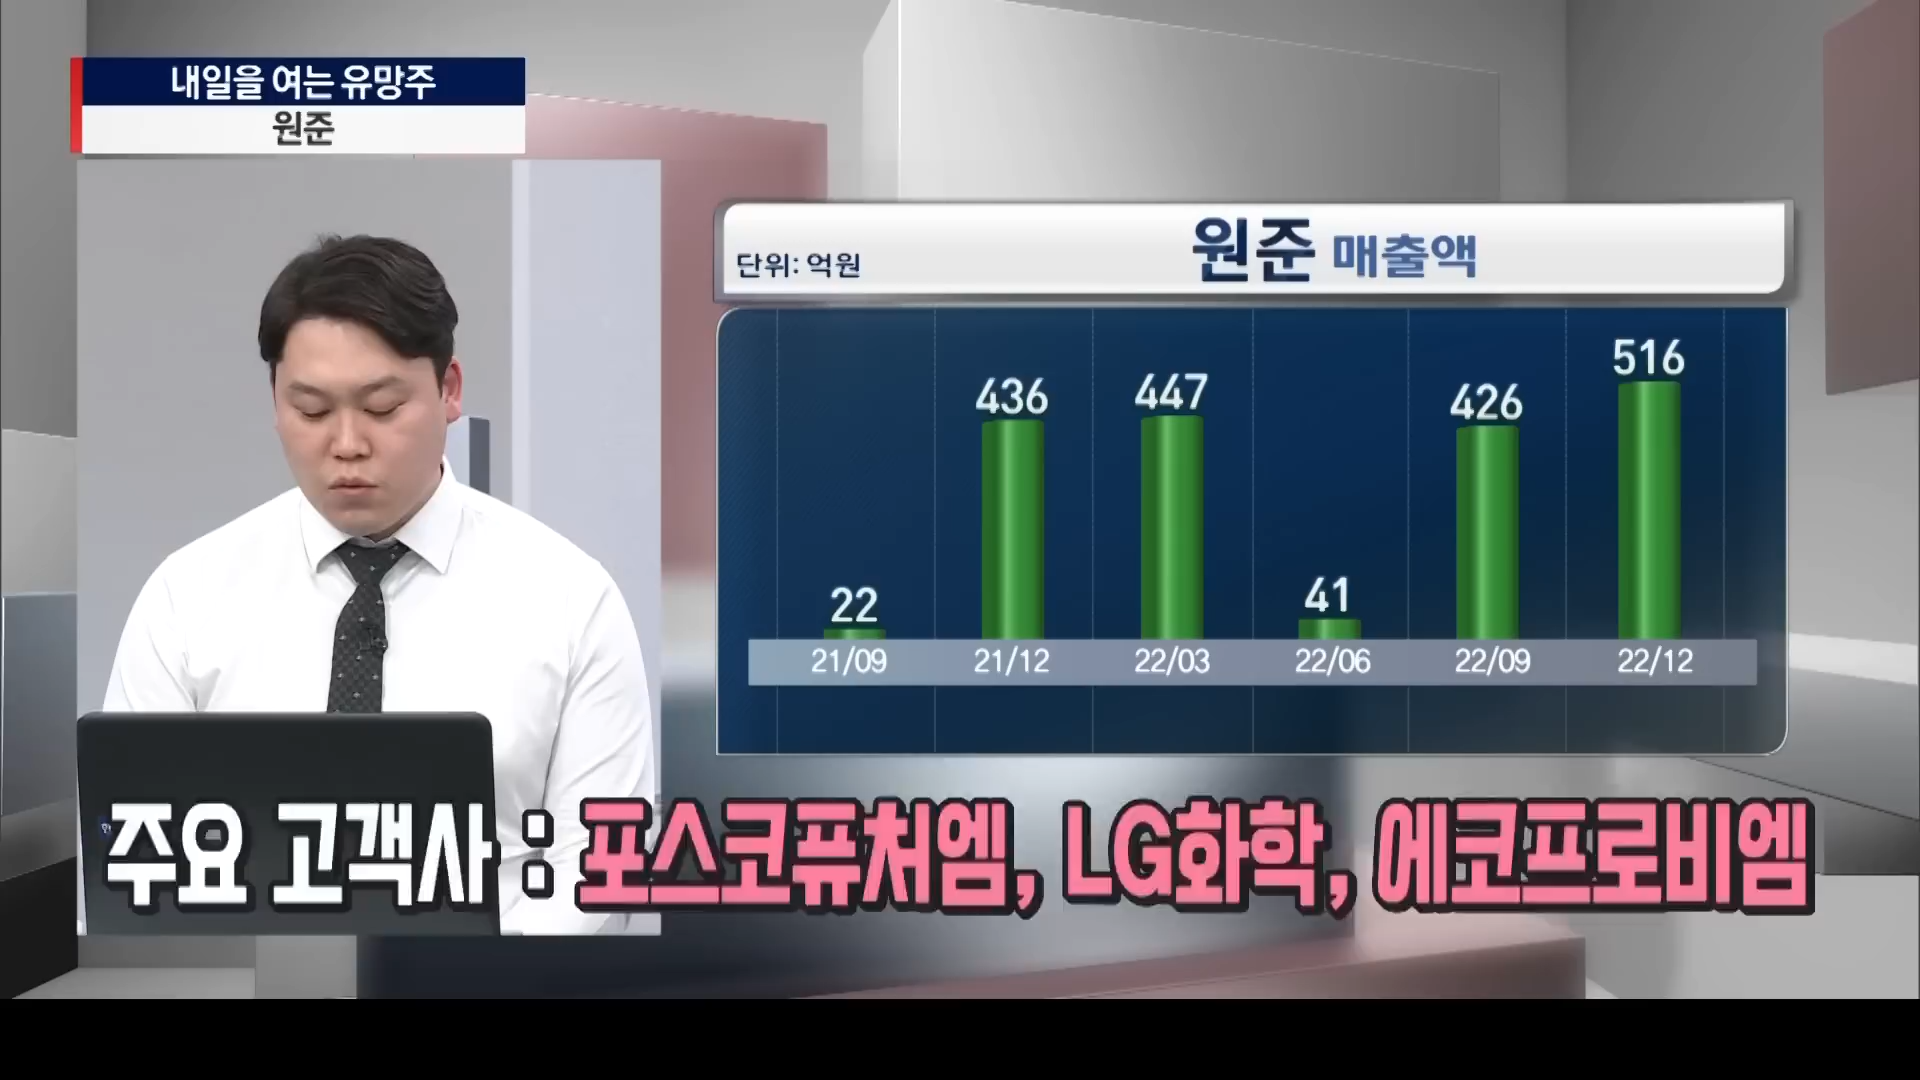 내일을 여는 유망주
원준
단위: 억원
원준 매출액
22
436
447
41
426
516
21/09
21/12
22/03
22/06
22/09
22/12
주요 고객사 : 포스코퓨처엠, LG화학, 에코프로비엠